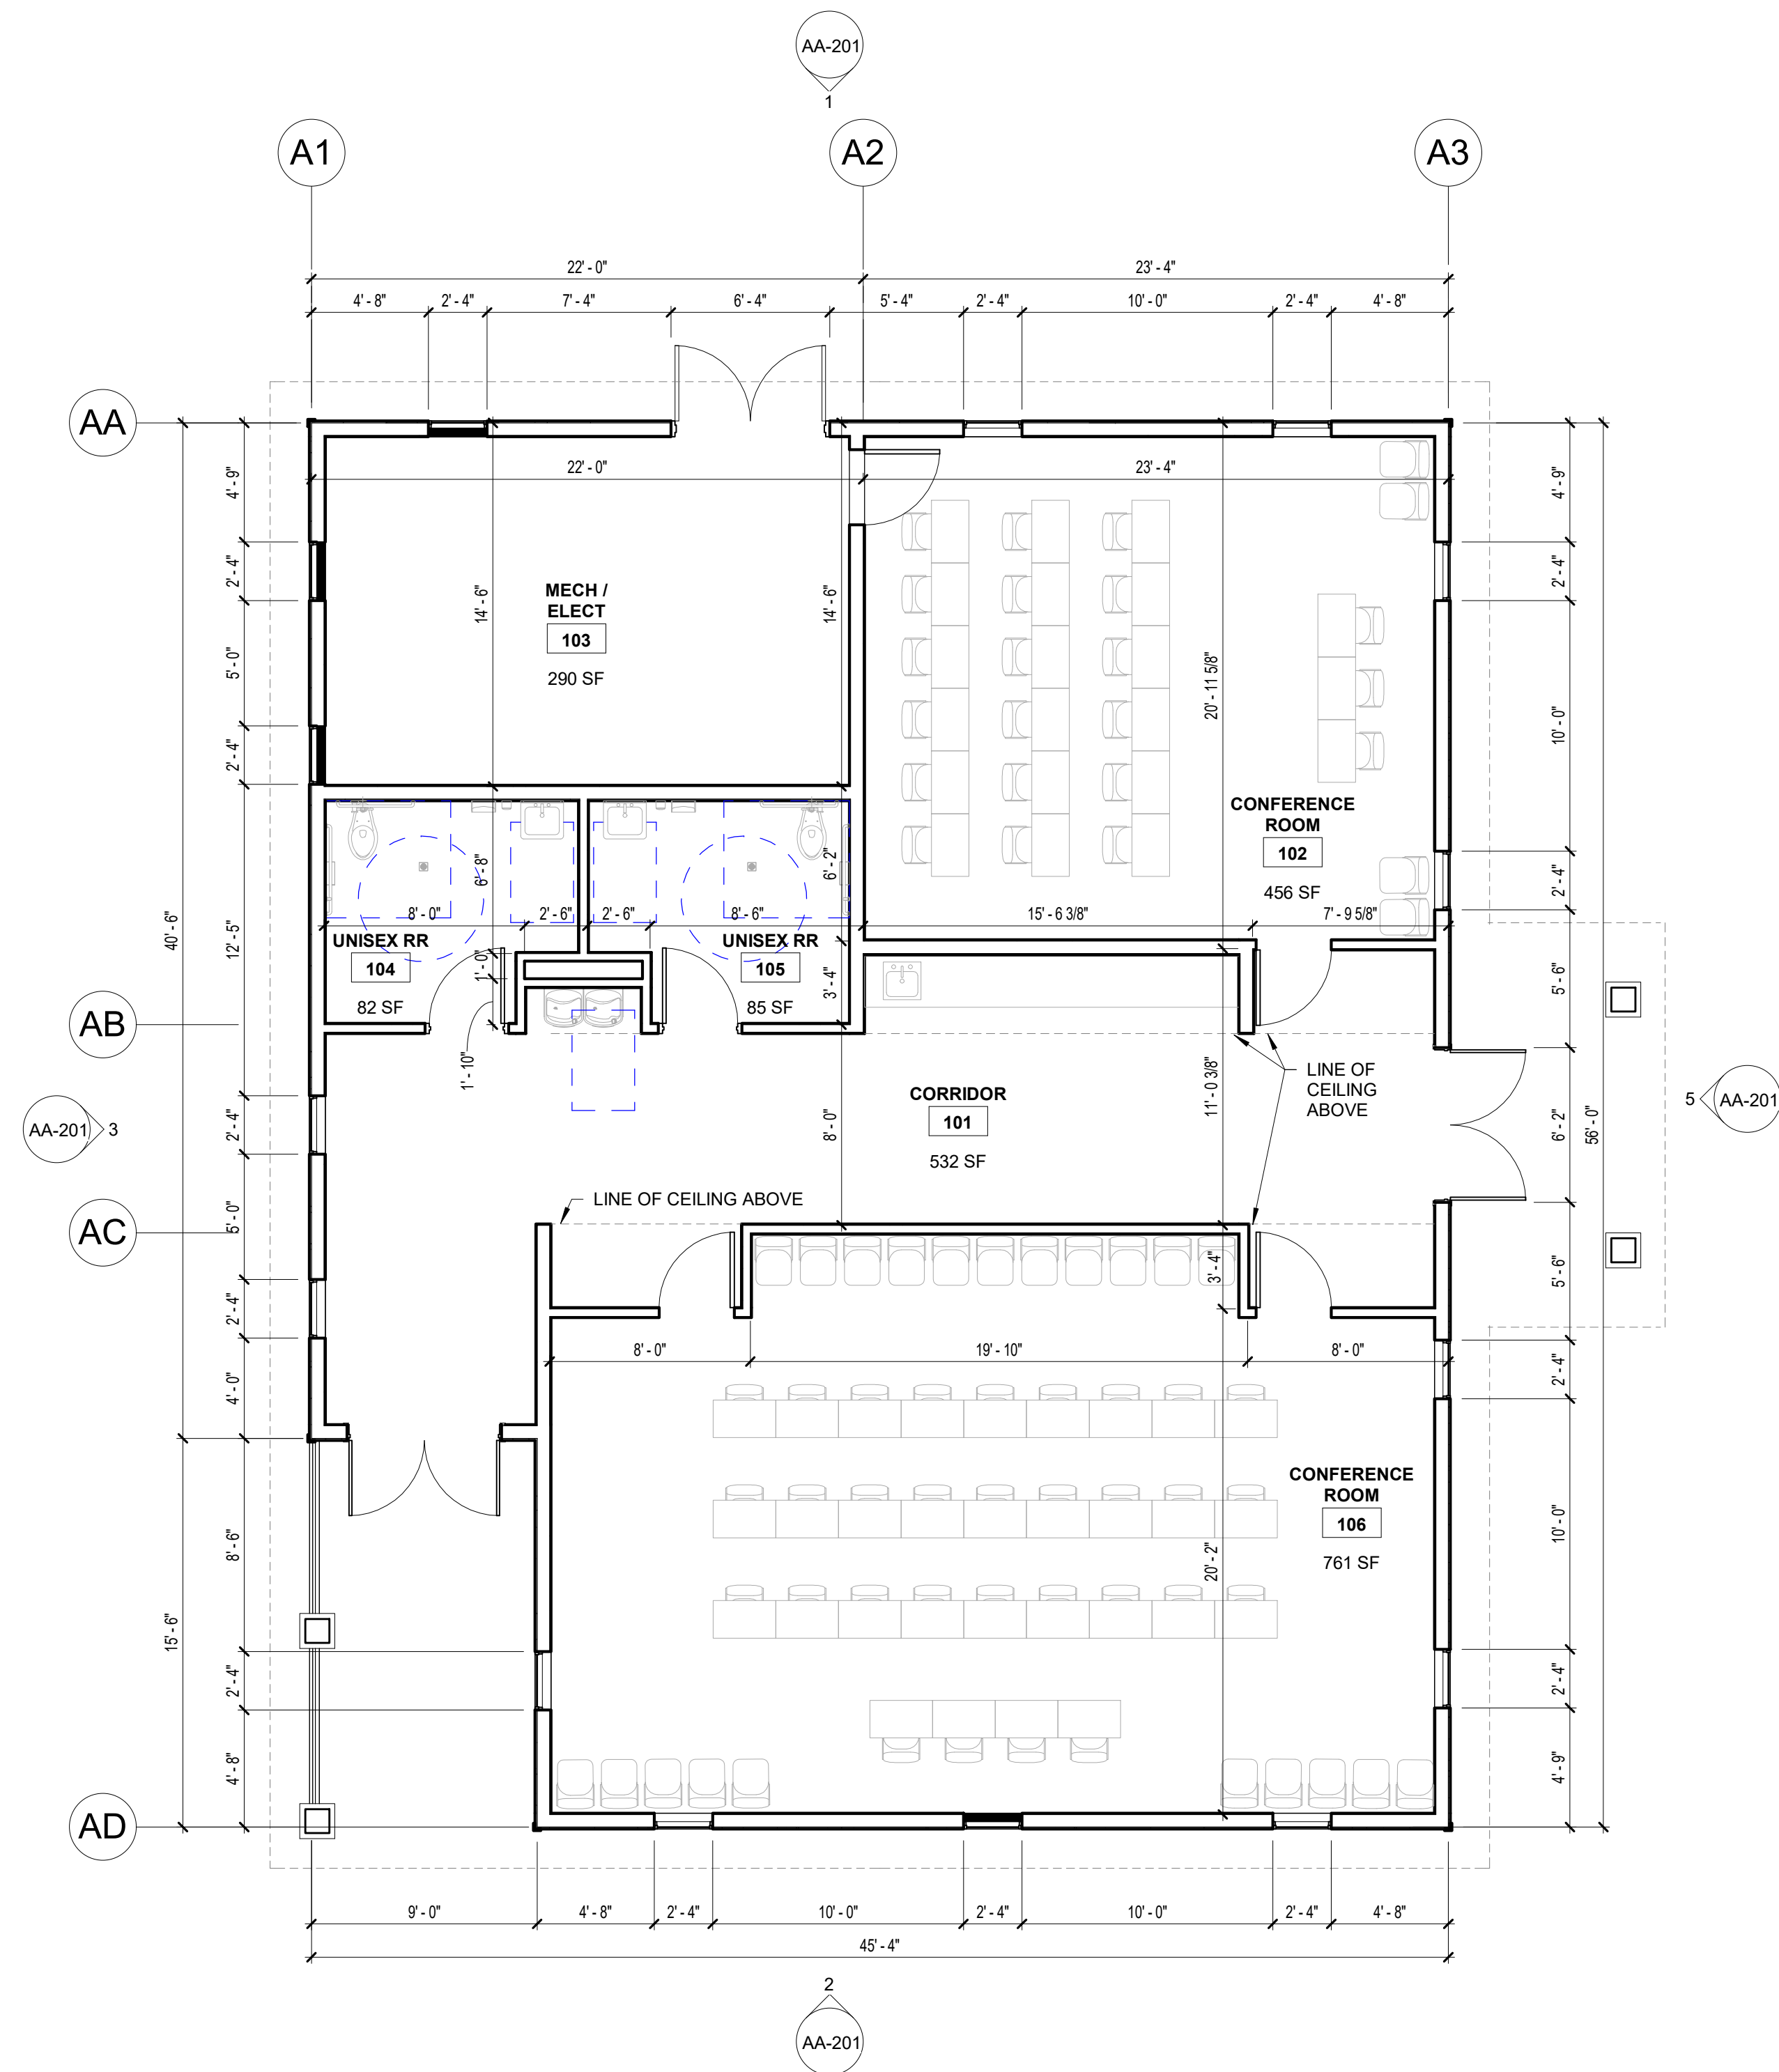 AA-201
1
A1
A2
A3
22' - 0"
23' - 4"
4' - 8"
2' - 4"
7' - 4"
6' - 4"
5' - 4"
2' - 4"
10' - 0"
2' - 4"
4' - 8"
AA
22' - 0"
23' - 4"
4' - 9"
2' - 4"
5' - 0"
2' - 4"
12' - 5"
2' - 4"
5' - 0"
2' - 4"
4' - 0"
8' - 6"
2' - 4"
4' - 8"
40' - 6"
15' - 6"
14' - 6"
MECH /
ELECT
103
290 SF
14' - 6"
20' - 11 5/8"
CONFERENCE
ROOM
102
456 SF
4' - 9"
2' - 4"
10' - 0"
2' - 4"
5' - 6"
6' - 2"
5' - 6"
2' - 4"
10' - 0"
2' - 4"
4' - 9"
56' - 0"
6' - 8"
6' - 2"
8' - 0"
2' - 6"
2' - 6"
8' - 6"
15' - 6 3/8"
7' - 9 5/8"
UNISEX RR
104
82 SF
1' - 0"
UNISEX RR
105
85 SF
3' - 4"
AB
1' - 10"
8' - 0"
CORRIDOR
101
532 SF
11' - 0 3/8"
LINE OF
CEILING
ABOVE
AA-201
3
5
AA-201
AC
LINE OF CEILING ABOVE
3' - 4"
8' - 0"
19' - 10"
8' - 0"
CONFERENCE
ROOM
106
761 SF
20' - 2"
AD
9' - 0"
4' - 8"
2' - 4"
10' - 0"
2' - 4"
10' - 0"
2' - 4"
4' - 8"
45' - 4"
2
AA-201